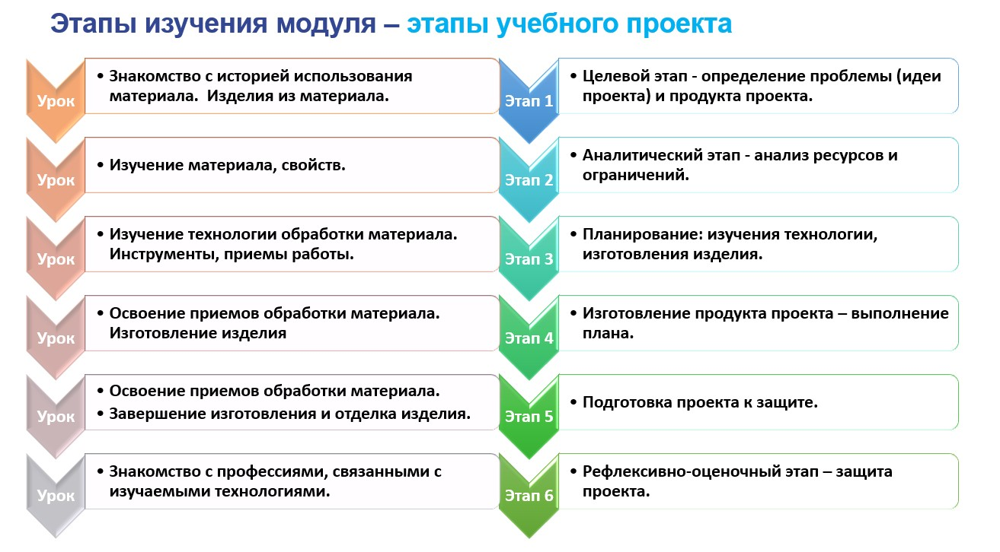 Этапы изучения модуля – этапы учебного проекта
Урок
• Знакомство с историей использования
материала.  Изделия из материала.
Этап 1
• Целевой этап - определение проблемы (идеи
проекта) и продукта проекта.
Урок
• Изучение материала, свойств.
Этап 2
• Аналитический этап - анализ ресурсов и
ограничений.
Урок
• Изучение технологии обработки материала.
Инструменты, приемы работы.
Этап 3
• Планирование: изучения технологии,
изготовления изделия.
Урок
• Освоение приемов обработки материала.
Изготовление изделия
Этап 4
• Изготовление продукта проекта – выполнение
плана.
Урок
• Освоение приемов обработки материала.
• Завершение изготовления и отделка изделия.
Этап 5
• Подготовка проекта к защите.
Урок
• Знакомство с профессиями, связанными с
изучаемыми технологиями.
Этап 6
• Рефлексивно-оценочный этап – защита
проекта.